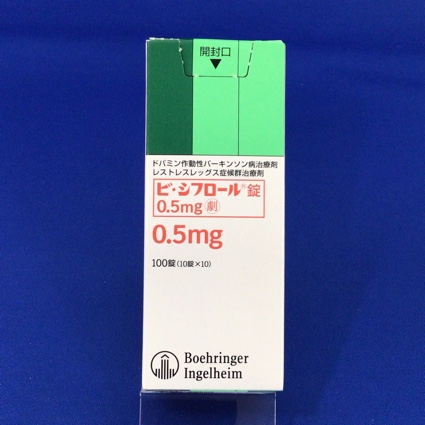 開封口
ドパミン作動性パーキンソン病治療剤
レストレスレッグス症候群治療剤
ビ・シフロール®錠
0.5mg 劇
0.5mg
100錠(10錠×10)
Boehringer
Ingelheim